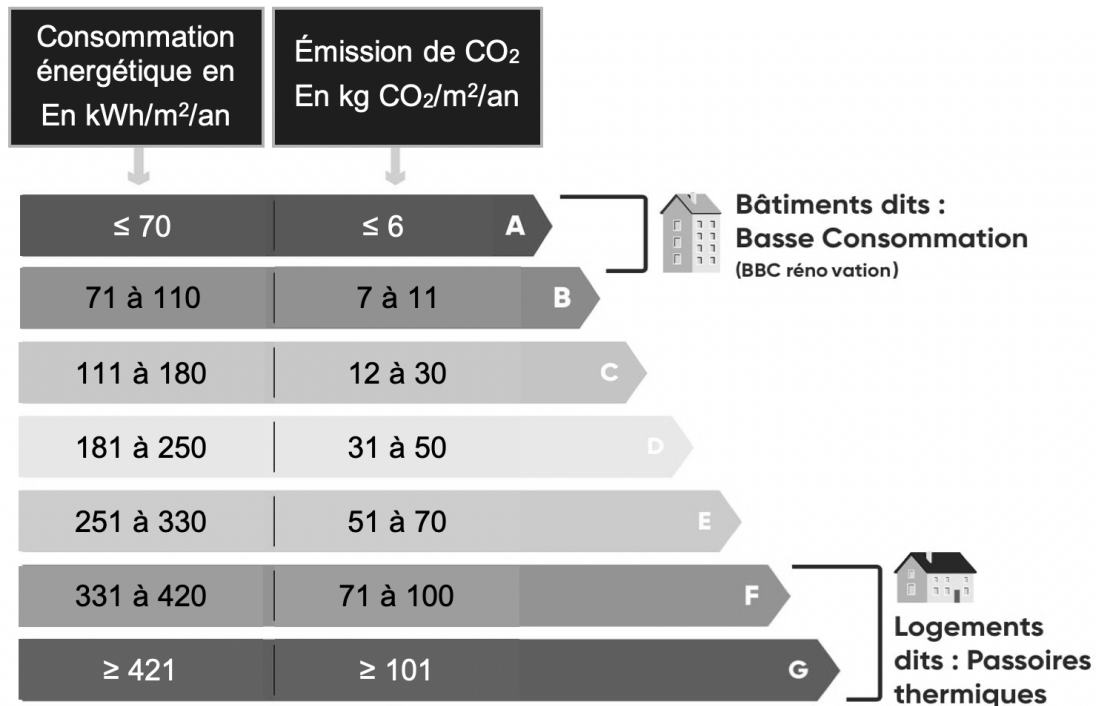 Consommation
énergétique en
En kWh/m²/an
Émission de CO₂
En kg CO₂/m²/an
≤ 70
≤ 6
A
Bâtiments dits :
Basse Consommation
(BBC réno vation)
71 à 110
7 à 11
B
111 à 180
12 à 30
C
181 à 250
31 à 50
D
251 à 330
51 à 70
E
331 à 420
71 à 100
F
≥ 421
≥ 101
G
Logements
dits : Passoires
thermiques